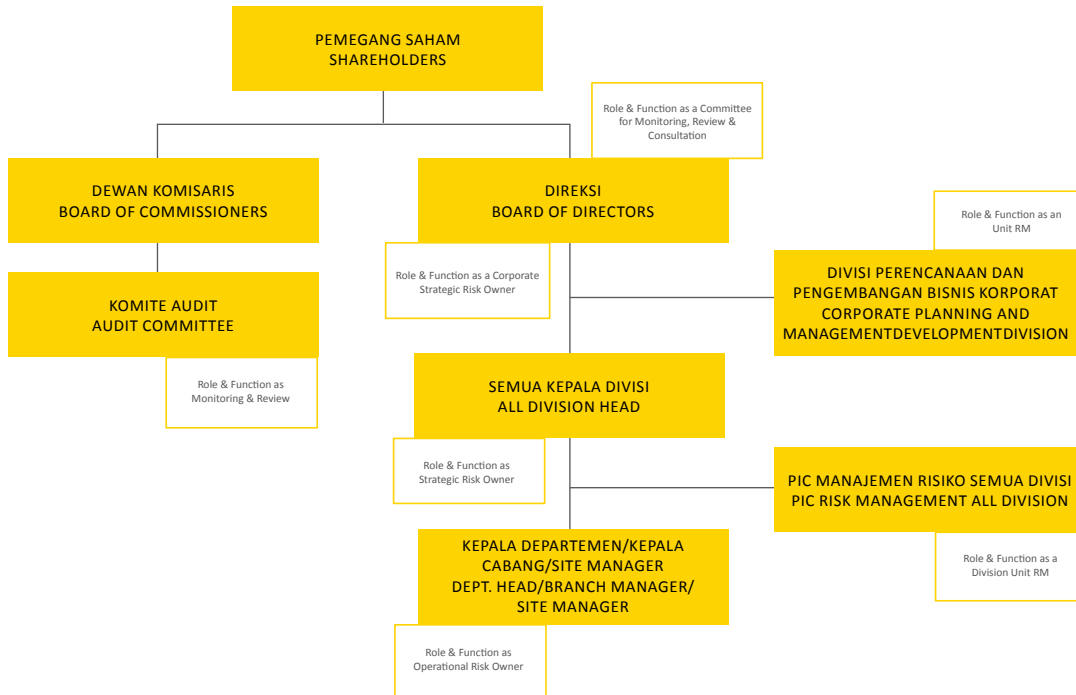 PEMEGANG SAHAM
SHAREHOLDERS
Role & Function as a Committee
for Monitoring, Review &
Consultation
DEWAN KOMISARIS
BOARD OF COMMISSIONERS
DIREKSI
BOARD OF DIRECTORS
Role & Function as an
Unit RM
Role & Function as a Corporate
Strategic Risk Owner
DIVISI PERENCANAAN DAN
PENGEMBANGAN BISNIS KORPORAT
CORPORATE PLANNING AND
MANAGEMENTDEVELOPMENTDIVISION
KOMITE AUDIT
AUDIT COMMITTEE
Role & Function as
Monitoring & Review
SEMUA KEPALA DIVISI
ALL DIVISION HEAD
Role & Function as
Strategic Risk Owner
PIC MANAJEMEN RISIKO SEMUA DIVISI
PIC RISK MANAGEMENT ALL DIVISION
Role & Function as a
Division Unit RM
KEPALA DEPARTEMEN/KEPALA
CABANG/SITE MANAGER
DEPT. HEAD/BRANCH MANAGER/
SITE MANAGER
Role & Function as
Operational Risk Owner